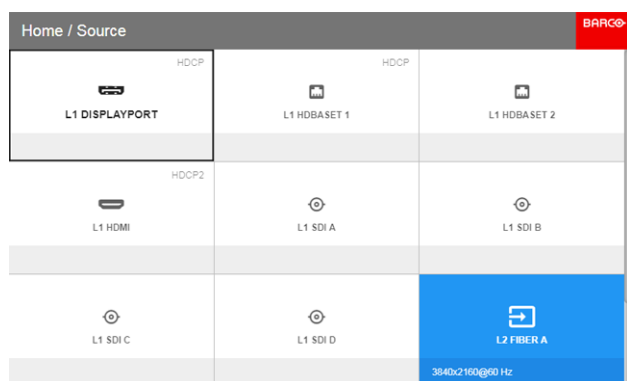 Home / Source
BARCO
HDCP
L1 DISPLAYPORT
HDCP
L1 HDBASET 1
L1 HDBASET 2
HDCP2
L1 HDMI
L1 SDI A
L1 SDI B
L1 SDI C
L1 SDI D
L2 FIBER A
3840x2160@60 Hz